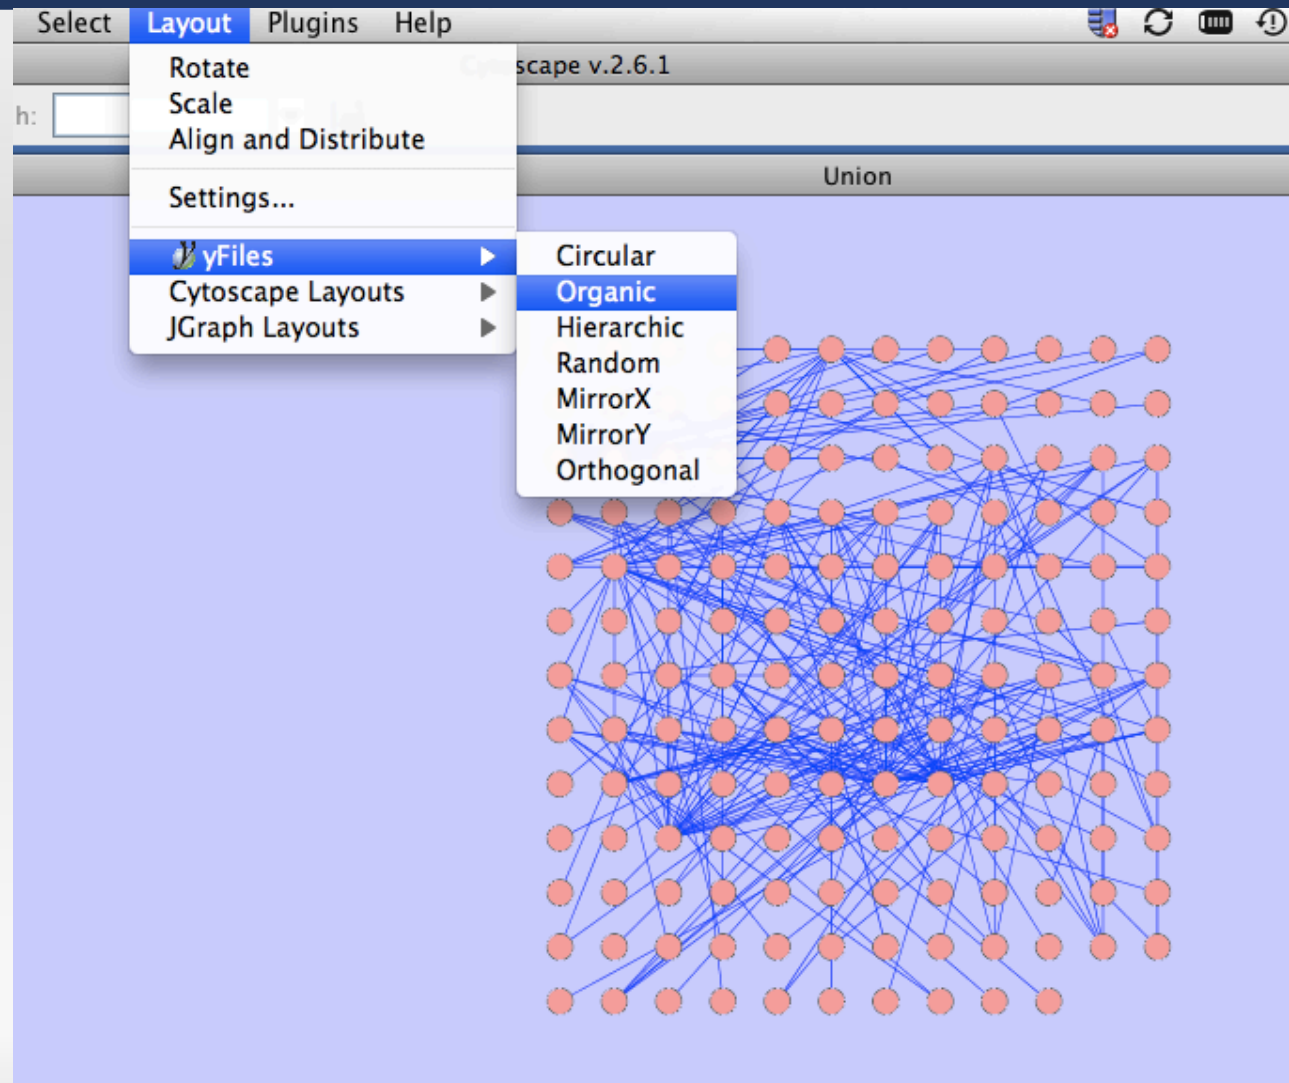 Select Layout Plugins Help
scape v.2.6.1
h:
Rotate
Scale
Align and Distribute
Settings...
Union
yFiles
Cytoscape Layouts
JGraph Layouts
Circular
Organic
Hierarchic
Random
MirrorX
MirrorY
Orthogonal